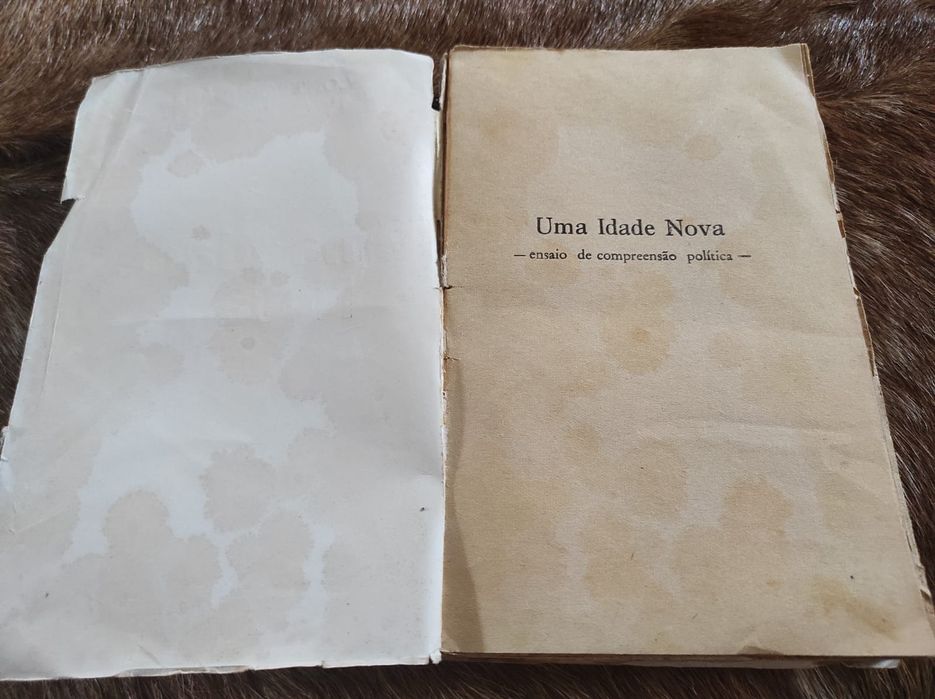 Uma Idade Nova
— ensaio de compreensão política —